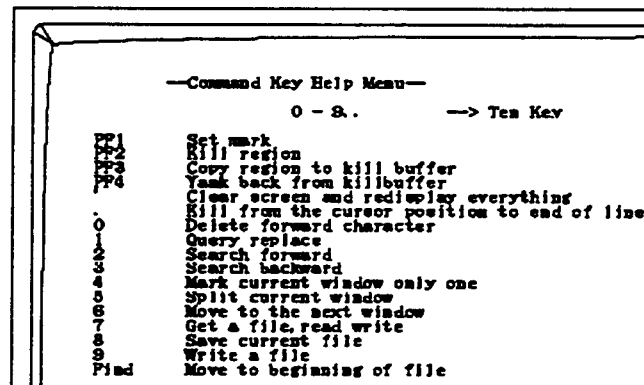 —Command Key Help Menu—
0 - 9.. —> Ten Key
PF1 Set mark
PF2 Kill region
PF3 Copy region to kill buffer
PF4 Yank back from killbuffer
, Clear screen and redisplay everything
. Kill from the cursor position to end of line
0 Delete forward character
1 Query replace
2 Search forward
3 Search backward
4 Mark current window only one
5 Split current window
6 Move to the next window
7 Get a file, read write
8 Save current file
9 Write a file
Find Move to beginning of file